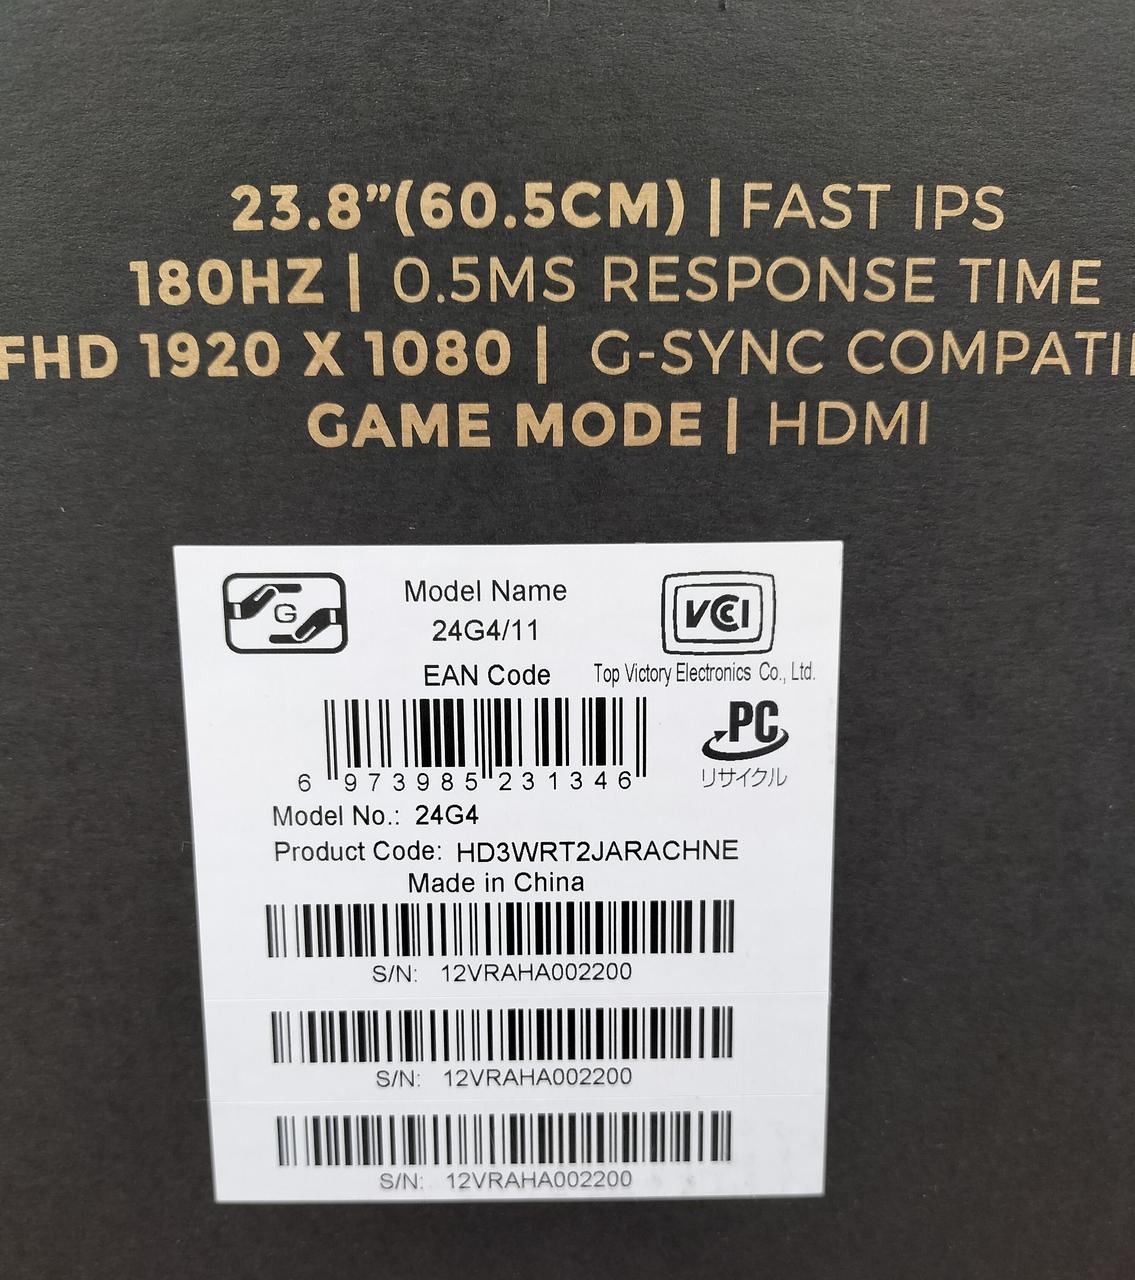 23.8”(60.5CM) | FAST IPS
180HZ | 0.5MS RESPONSE TIME
FHD 1920 X 1080 | G-SYNC
GAME MODE | HDMI
G
Model Name
24G4/11
VCCI
EAN Code
Top Victory Electronics Co., Ltd.
PC
リサイクル
6 973985 231346
Model No.: 24G4
Product Code: HD3WRT2JARACHNE
Made in China
S/N: 12VRAHA002200
S/N: 12VRAHA002200
S/N: 12VRAHA002200